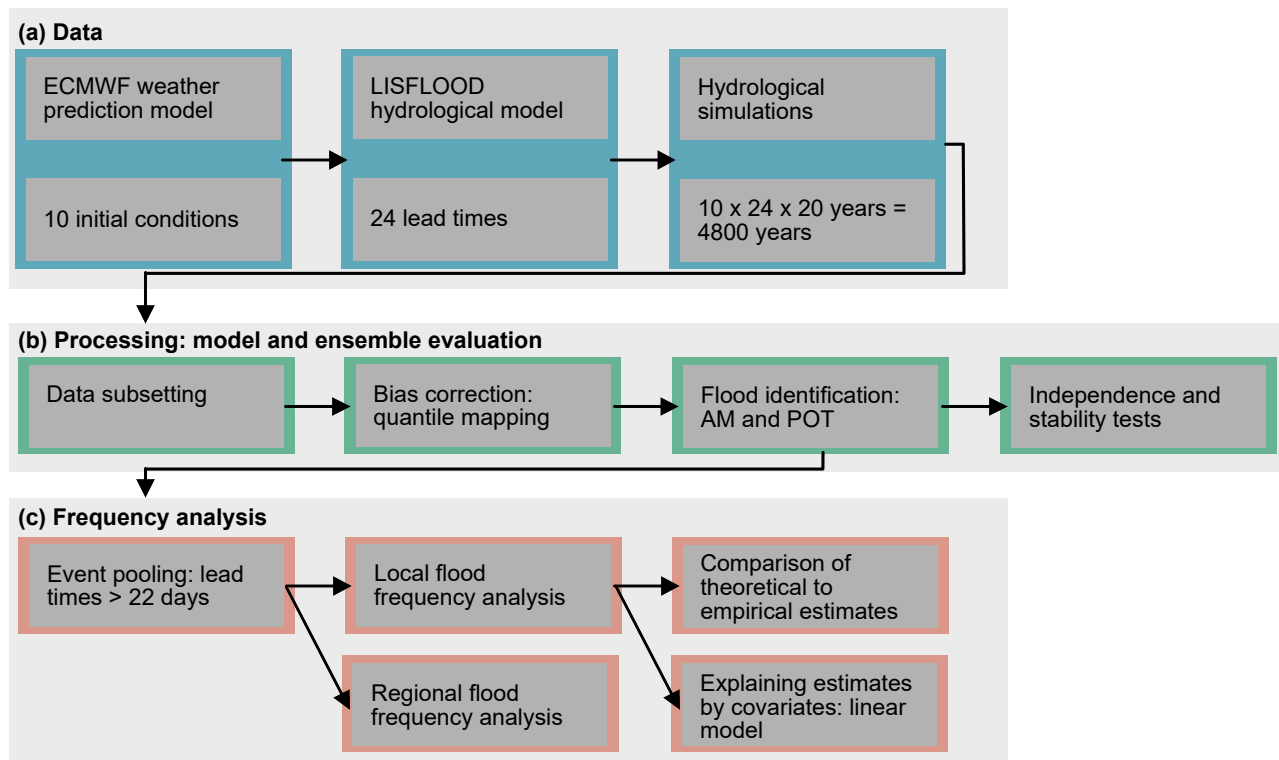 (a) Data
ECMWF weather
prediction model
10 initial conditions
LISFLOOD
hydrological model
24 lead times
Hydrological
simulations
10 x 24 x 20 years =
4800 years
(b) Processing: model and ensemble evaluation
Data subsetting
Bias correction:
quantile mapping
Flood identification:
AM and POT
Independence and
stability tests
(c) Frequency analysis
Event pooling: lead
times > 22 days
Local flood
frequency analysis
Comparison of
theoretical to
empirical estimates
Regional flood
frequency analysis
Explaining estimates
by covariates: linear
model